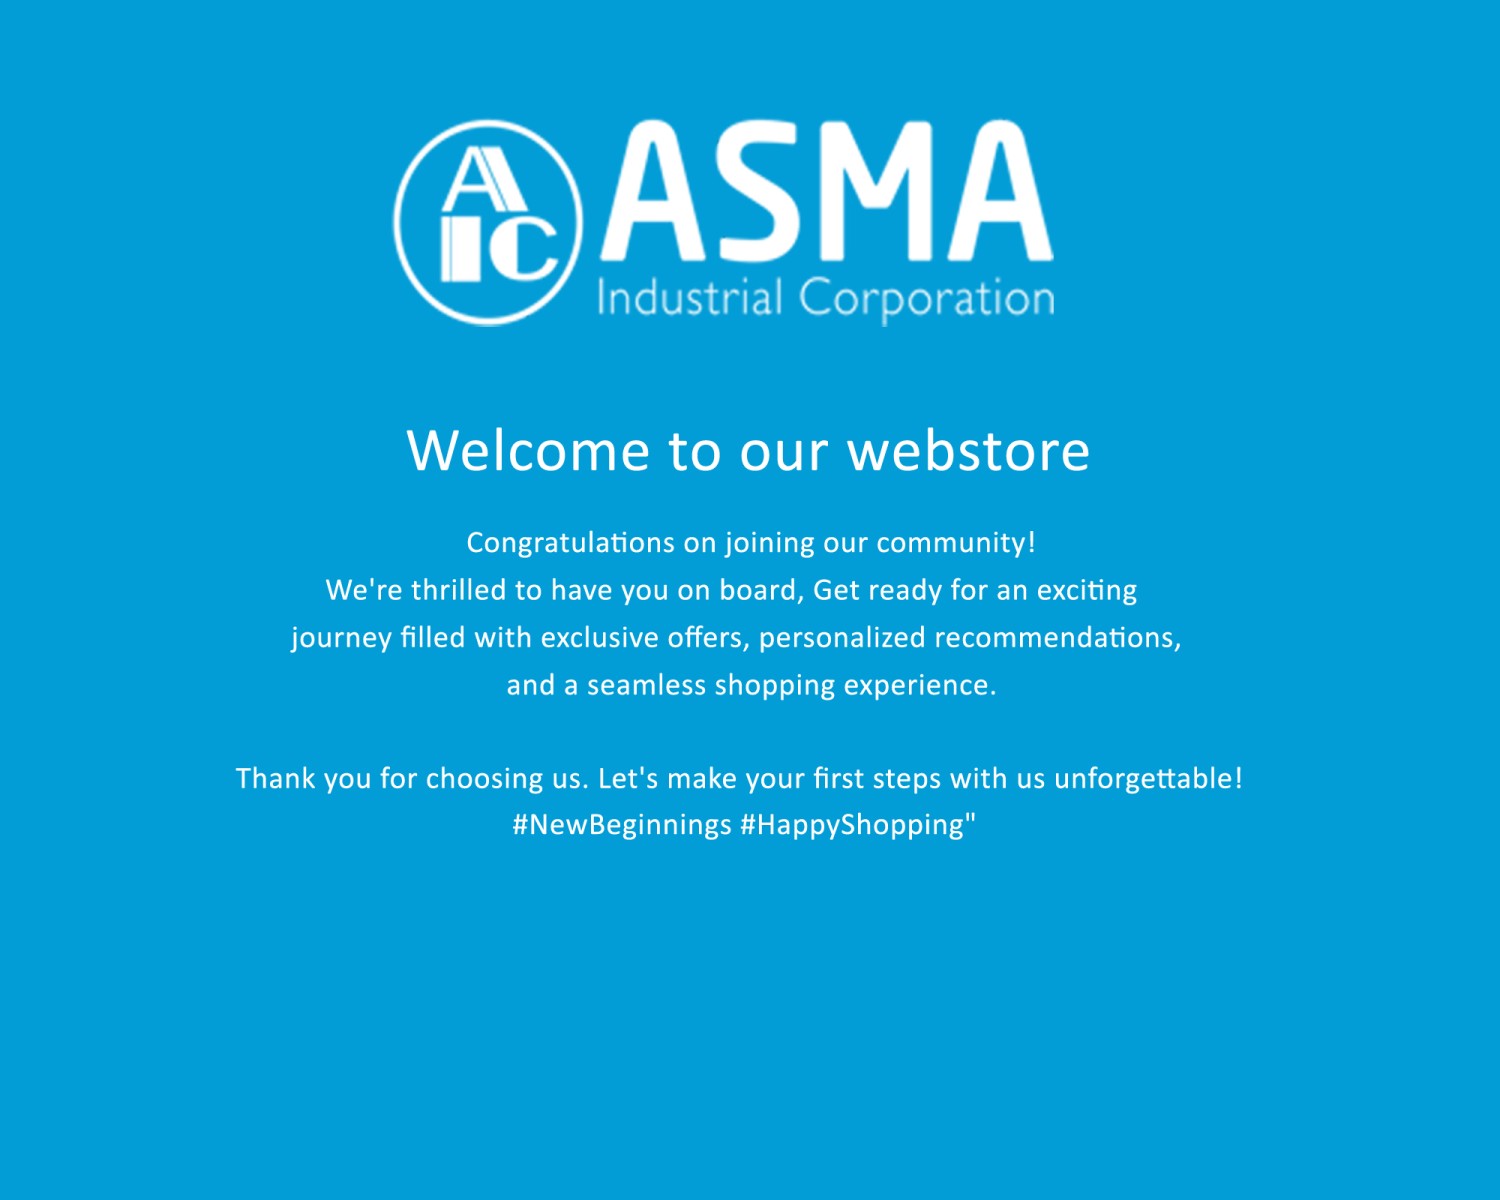 AIC
ASMA
Industrial Corporation
Welcome to our webstore
Congratulations on joining our community!
We're thrilled to have you on board, Get ready for an exciting
journey filled with exclusive offers, personalized recommendations,
and a seamless shopping experience.
Thank you for choosing us. Let's make your first steps with us unforgettable!
#NewBeginnings #HappyShopping"